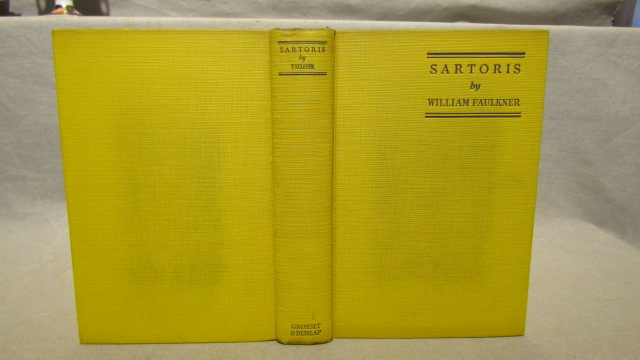 SARTORIS
by
FAULKNER
GROSSET
& DUNLAP
SARTORIS
by
WILLIAM FAULKNER